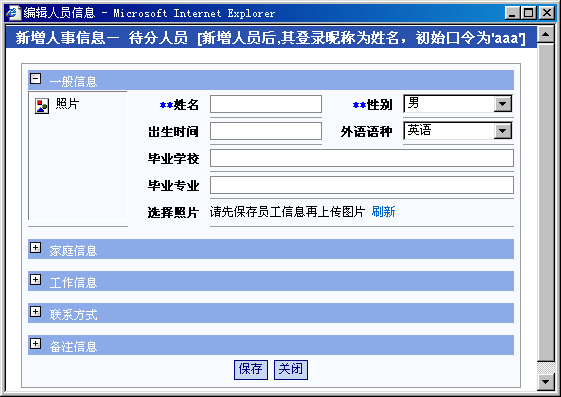 编辑人员信息 - Microsoft Internet Explorer
新增人事信息－ 待分人员 [新增人员后,其登录昵称为姓名，初始口令为'aaa']
一般信息
照片
**姓名 **性别 男
出生时间 外语语种 英语
毕业学校
毕业专业
选择照片 请先保存员工信息再上传图片 刷新
家庭信息
工作信息
联系方式
备注信息
保存 关闭